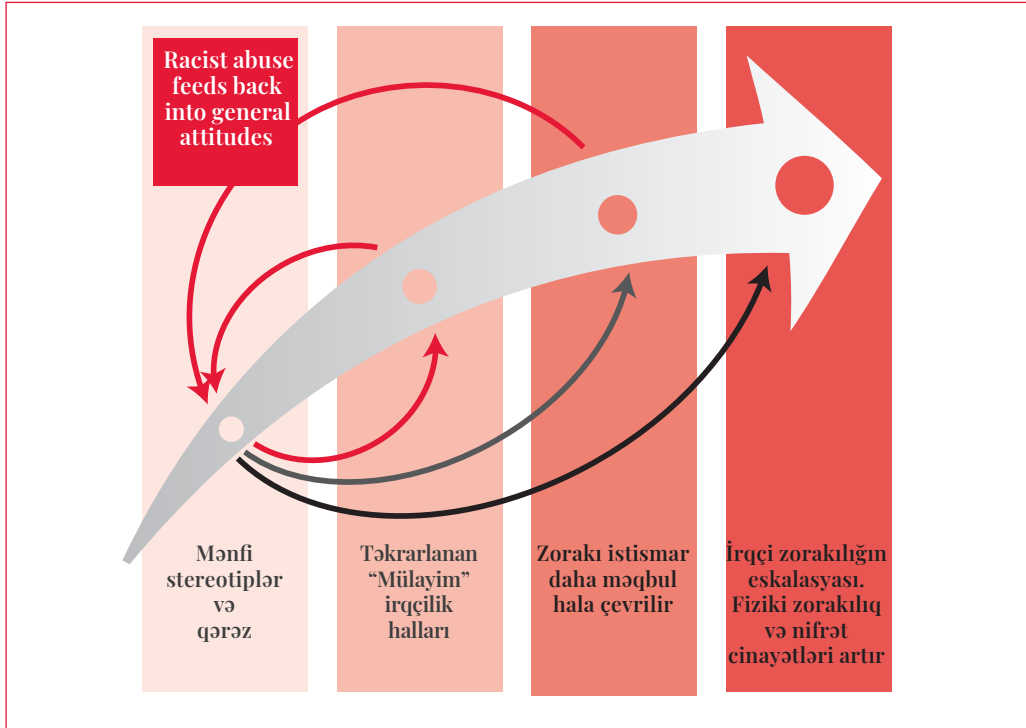 Racist abuse
feeds back
into general
attitudes
Mənfi
stereotiplər
və
qərəz
Təkrarlanan
“Mülayim”
irqçilik
halları
Zorakı istismar
daha məqbul
hala çevrilir
İrqçi zorakılığın
eskalasyası.
Fiziki zorakılıq
və nifrət
cinayətləri artır